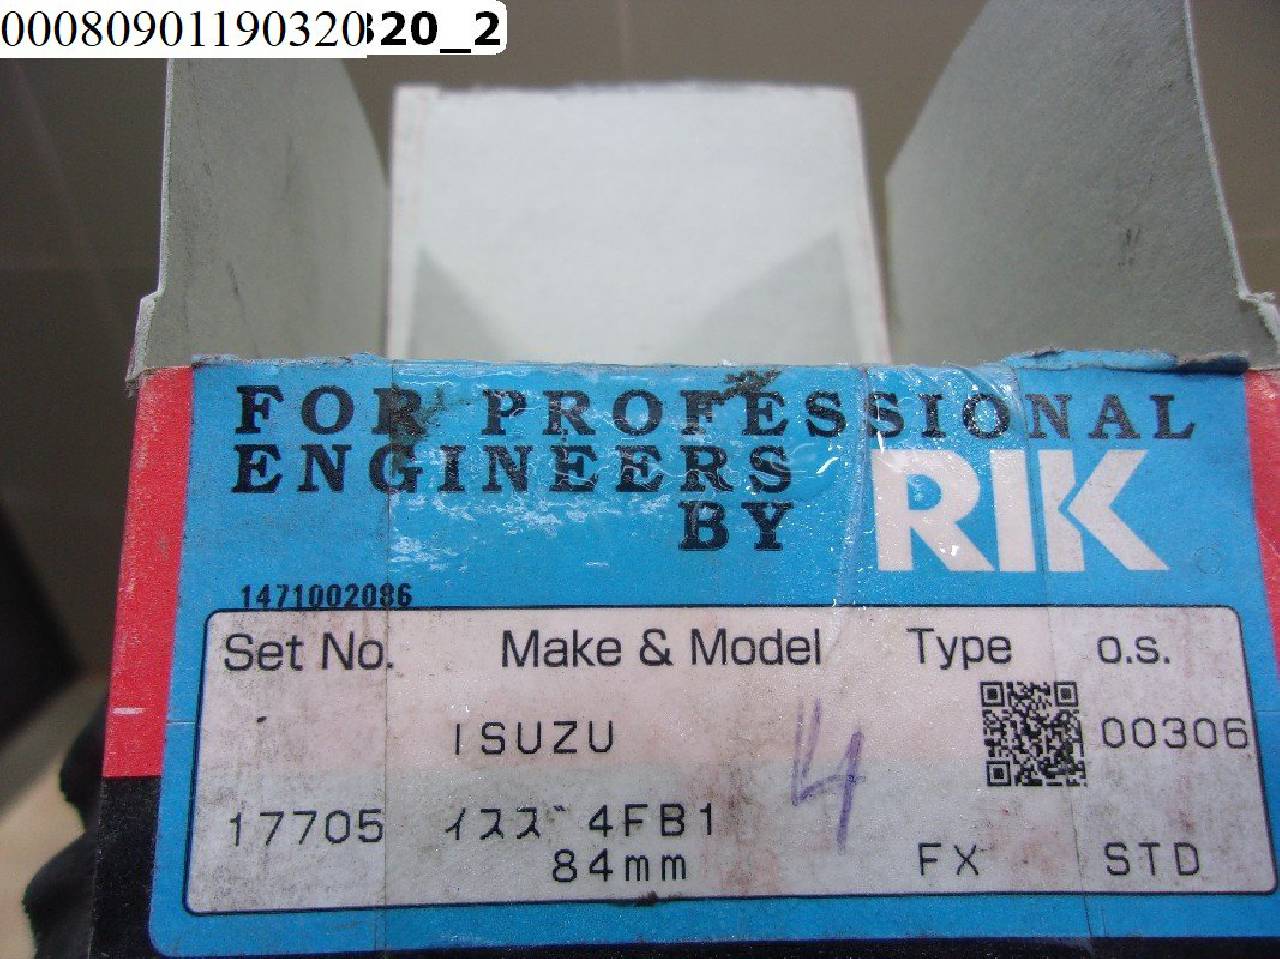 00080901190320
320_2
FOR PROFESSIONAL
ENGINEERS
BY RIK
1471002086
Set No. Make & Model Type o.s.
ISUZU 00306
4
17705 イスズ 4FB1
84mm FX STD